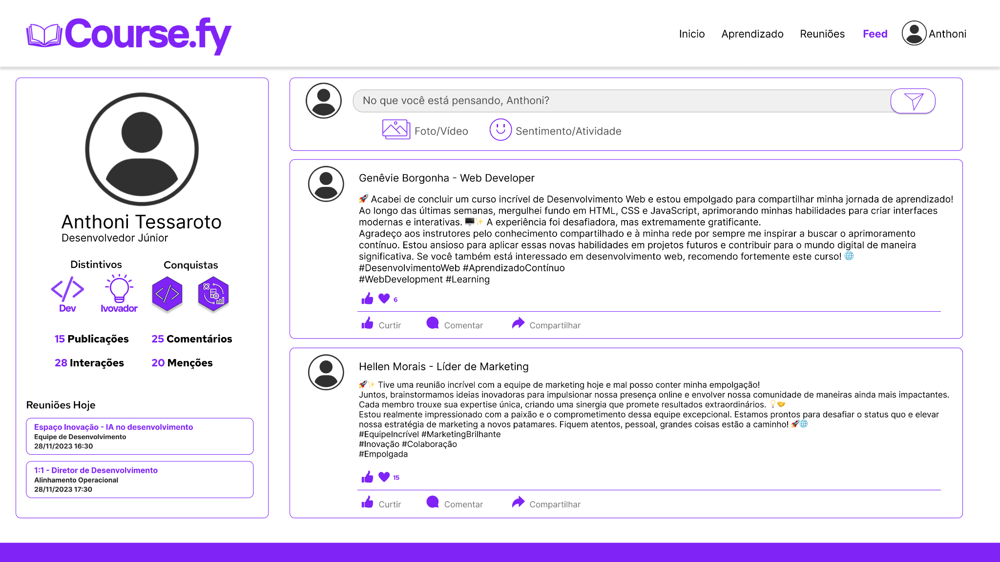 Course.fy
Inicio Aprendizado Reuniões Feed Anthoni
Anthoni Tessaroto
Desenvolvedor Júnior
Distintivos Conquistas
Dev Ivovador
15 Publicações 25 Comentários
28 Interações 20 Menções
Reuniões Hoje
Espaço Inovação - IA no desenvolvimento
Equipe de Desenvolvimento
28/11/2023 16:30
1:1 - Diretor de Desenvolvimento
Alinhamento Operacional
28/11/2023 17:30
No que você está pensando, Anthoni?
Foto/Vídeo Sentimento/Atividade
Genêvie Borgonha - Web Developer
🚀 Acabei de concluir um curso incrível de Desenvolvimento Web e estou empolgado para compartilhar minha jornada de aprendizado!
Ao longo das últimas semanas, mergulhei fundo em HTML, CSS e JavaScript, aprimorando minhas habilidades para criar interfaces
modernas e interativas. 🖥️✨ A experiência foi desafiadora, mas extremamente gratificante.
Agradeço aos instrutores pelo conhecimento compartilhado e à minha rede por sempre me inspirar a buscar o aprimoramento
contínuo. Estou ansioso para aplicar essas novas habilidades em projetos futuros e contribuir para o mundo digital de maneira
significativa. Se você também está interessado em desenvolvimento web, recomendo fortemente este curso! 🌐
#DesenvolvimentoWeb #AprendizadoContínuo
#WebDevelopment #Learning
6
Curtir Comentar Compartilhar
Hellen Morais - Líder de Marketing
🚀✨ Tive uma reunião incrível com a equipe de marketing hoje e mal posso conter minha empolgação!
Juntos, brainstormamos ideias inovadoras para impulsionar nossa presença online e envolver nossa comunidade de maneiras ainda mais impactantes.
Cada membro trouxe sua expertise única, criando uma sinergia que promete resultados extraordinários. 💡🤝
Estou realmente impressionado com a paixão e o comprometimento dessa equipe excepcional. Estamos prontos para desafiar o status quo e elevar
nossa estratégia de marketing a novos patamares. Fiquem atentos, pessoal, grandes coisas estão a caminho! 🚀🌐
#EquipeIncrível #MarketingBrilhante
#Inovação #Colaboração
#Empolgada
15
Curtir Comentar Compartilhar